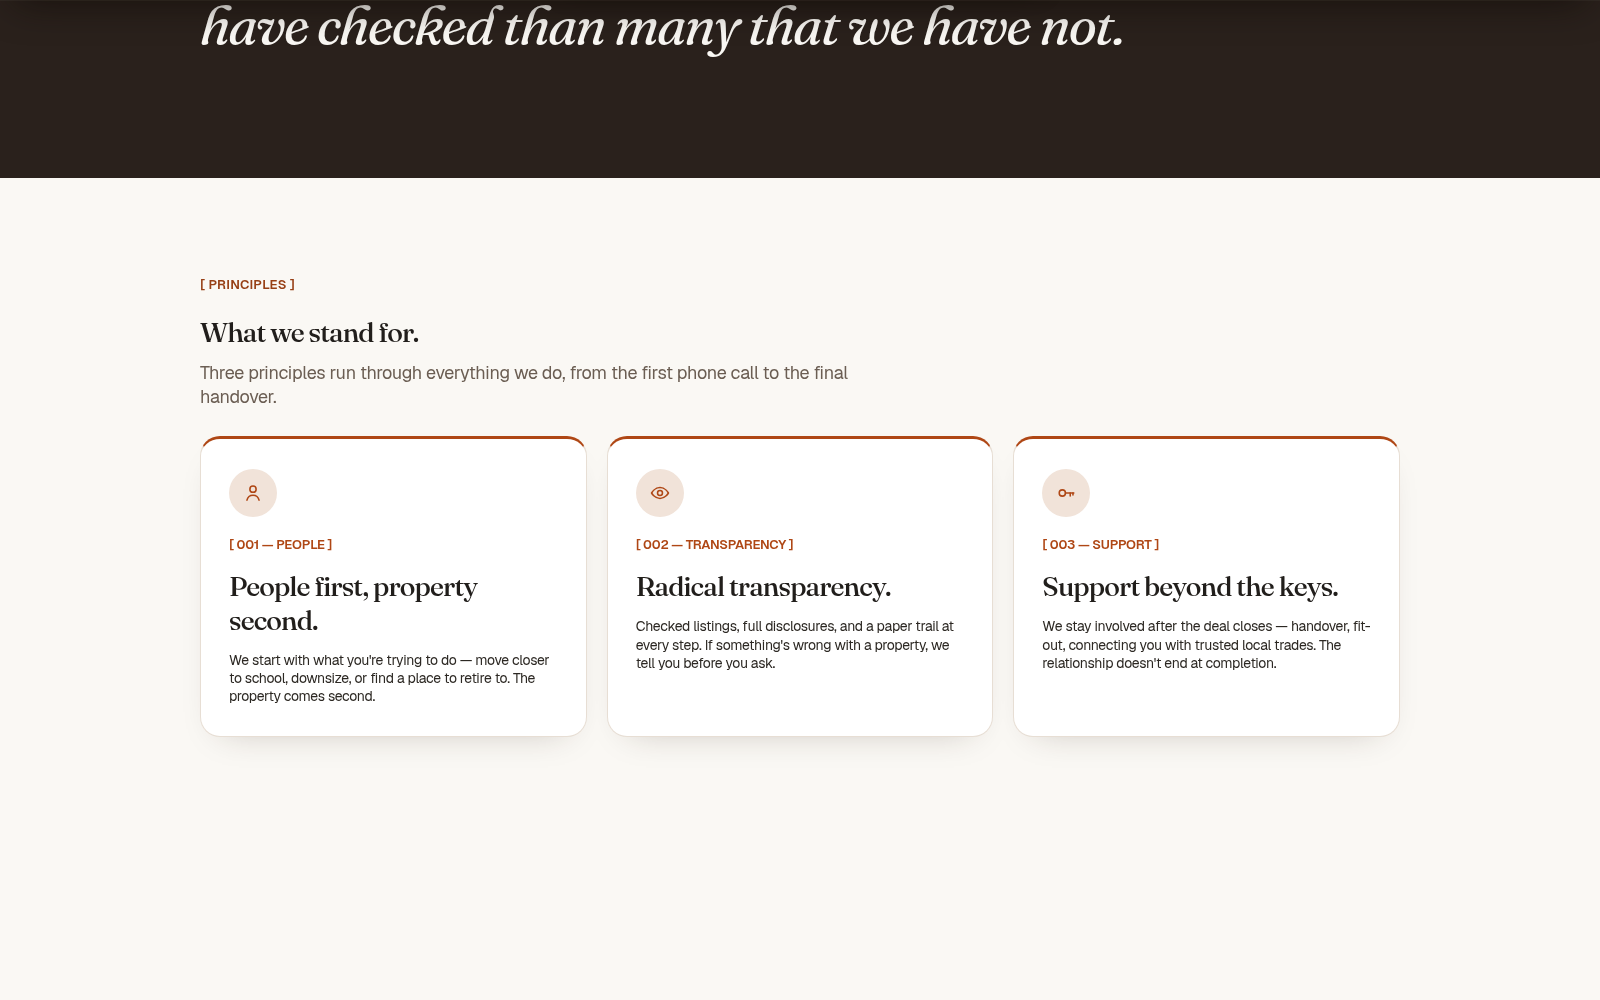 have checked than many that we have not.
[ PRINCIPLES ]
What we stand for.
Three principles run through everything we do, from the first phone call to the final
handover.
[ 001 — PEOPLE ]
People first, property
second.
We start with what you're trying to do — move closer
to school, downsize, or find a place to retire to. The
property comes second.
[ 002 — TRANSPARENCY ]
Radical transparency.
Checked listings, full disclosures, and a paper trail at
every step. If something's wrong with a property, we
tell you before you ask.
[ 003 — SUPPORT ]
Support beyond the keys.
We stay involved after the deal closes — handover, fit-
out, connecting you with trusted local trades. The
relationship doesn't end at completion.